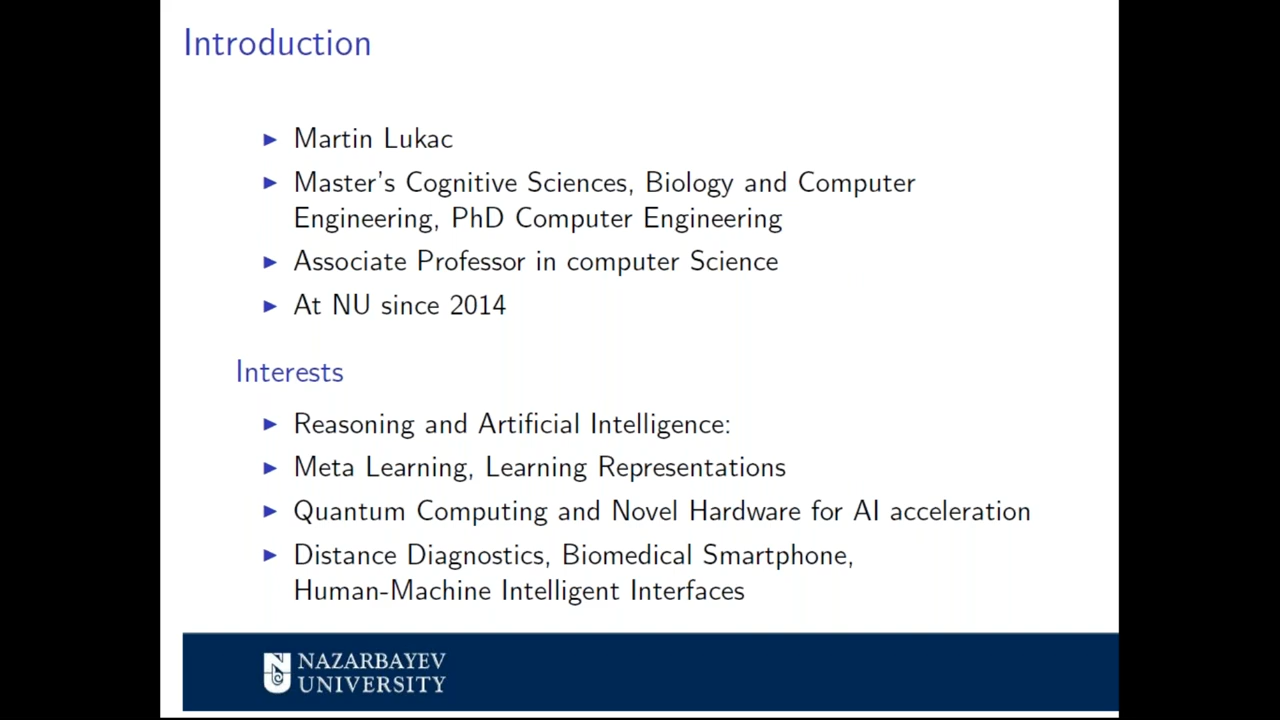 Introduction
Martin Lukac
Master's Cognitive Sciences, Biology and Computer
Engineering, PhD Computer Engineering
Associate Professor in computer Science
At NU since 2014
Interests
Reasoning and Artificial Intelligence:
Meta Learning, Learning Representations
Quantum Computing and Novel Hardware for AI acceleration
Distance Diagnostics, Biomedical Smartphone,
Human-Machine Intelligent Interfaces
NAZARBAYEV
UNIVERSITY